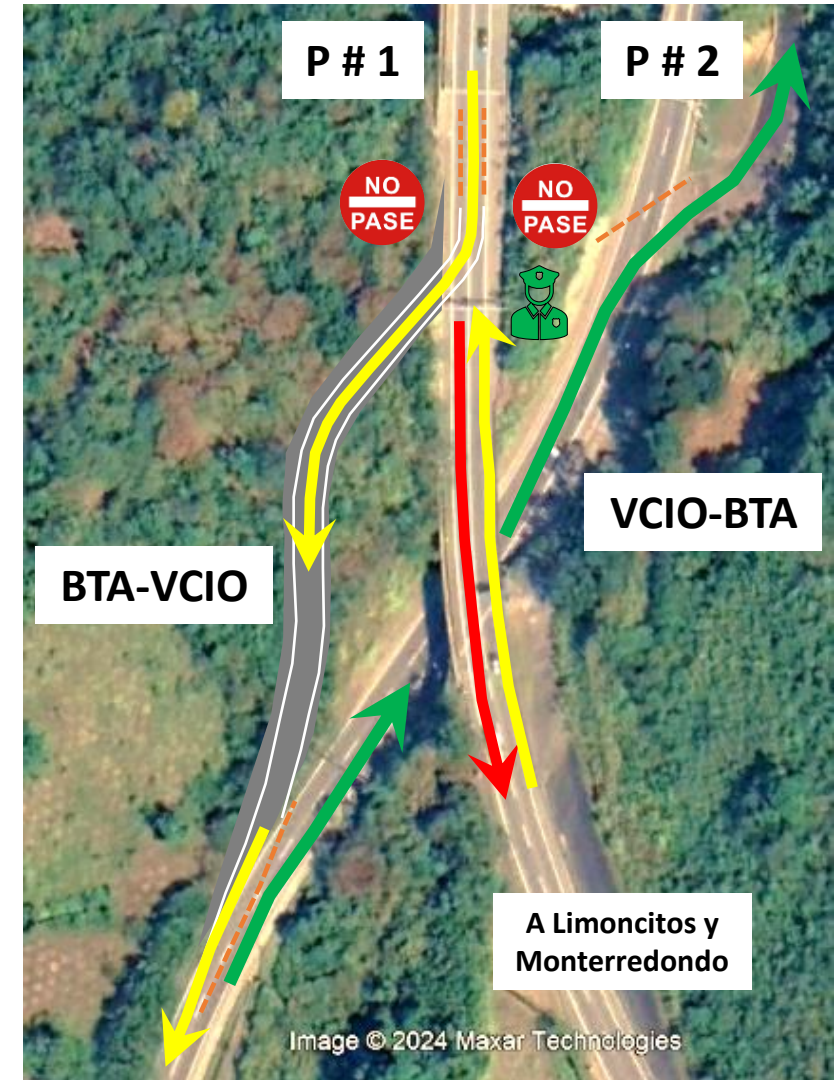 P # 1
P # 2
NO
PASE
NO
PASE
VCIO-BTA
BTA-VCIO
A Limoncitos y
Monterredondo
Image © 2024 Maxar Technologies